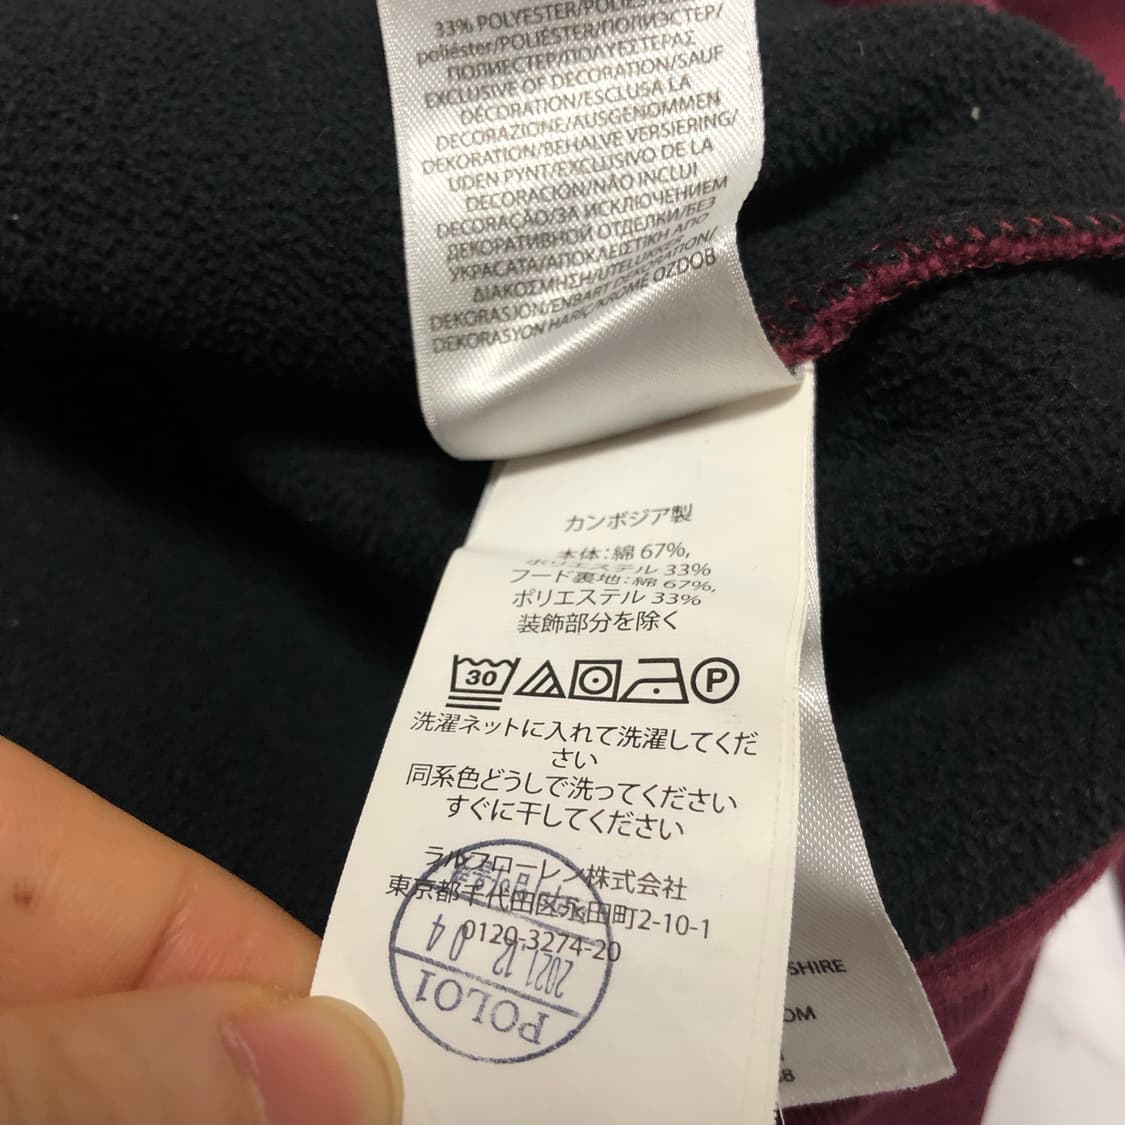 33% POLYESTER/POLIÉSTER/
poliéster/POLIÉSTER/ПОЛИЭСТЕР/
ПОЛИЕСТЕР/ΠΟΛΥΕΣΤΕΡΑΣ
EXCLUSIVE OF DECORATION/SAUF
DÉCORATION/ESCLUSA LA
DECORAZIONE/AUSGENOMMEN
DEKORATION/BEHALVE VERSIERING/
UDEN PYNT/EXCLUSIVO DE LA
DECORACIÓN/NÃO INCLUI
DECORAÇÃO/ЗА ИСКЛЮЧЕНИЕМ
ДЕКОРАТИВНОЙ ОТДЕЛКИ/БЕЗ
УКРАСАТА/ΑΠΟΚΛΕΙΣΤΙΚΗ ΑΠΟ
ΔΙΑΚΟΣΜΗΣΗ/UTELUKKER
DEKORASJON/ENBART DEKORATION/
DEKORASYON HARİÇ/KROMĚ OZDOB
カンボジア製
本体:綿 67%,
ポリエステル 33%
フード裏地:綿 67%,
ポリエステル 33%
装飾部分を除く
30 P
洗濯ネットに入れて洗濯してくだ
さい
同系色どうしで洗ってください
すぐに干してください
ラルフローレン株式会社
東京都千代田区永田町2-10-1
0120-3274-20
2021.12.04
POLO1
SHIRE
OM
8